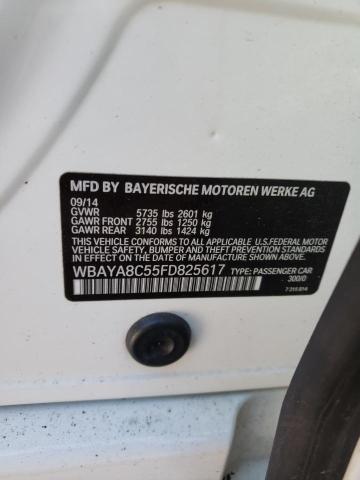 MFD BY BAYERISCHE MOTOREN WERKE AG
09/14
GVWR 5735 lbs 2601 kg
GAWR FRONT 2755 lbs 1250 kg
GAWR REAR 3140 lbs 1424 kg
THIS VEHICLE CONFORMS TO ALL APPLICABLE U.S.FEDERAL MOTOR
VEHICLE SAFETY, BUMPER, AND THEFT PREVENTION STANDARDS
IN EFFECT ON THE DATE OF MANUFACTURE SHOWN ABOVE.
WBAYA8C55FD825617 TYPE: PASSENGER CAR
300/0